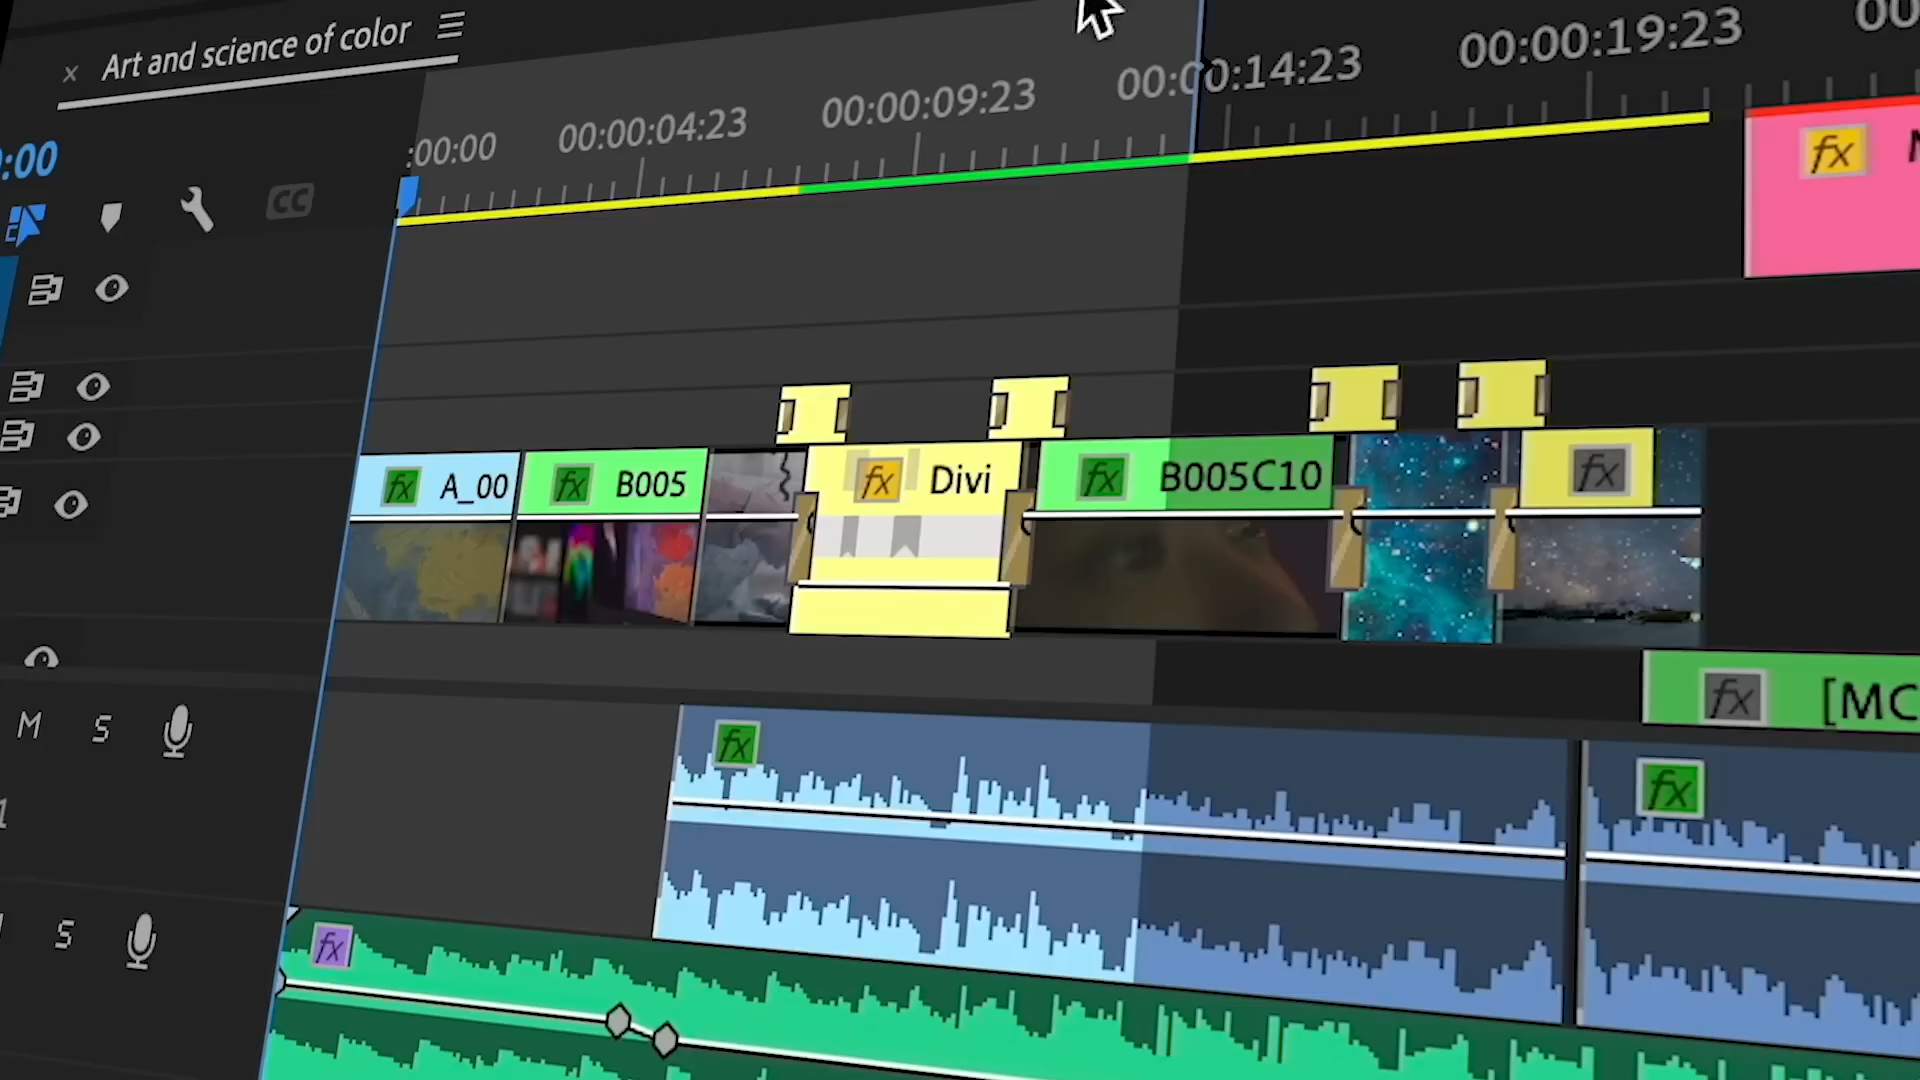 × Art and science of color
:00:00 00:00:04:23 00:00:09:23 00:00:14:23 00:00:19:23 00
:00
CC
fx
fx A_00 fx B005 fx Divi fx B005C10 fx
M S fx fx [MC
fx
1
S
fx